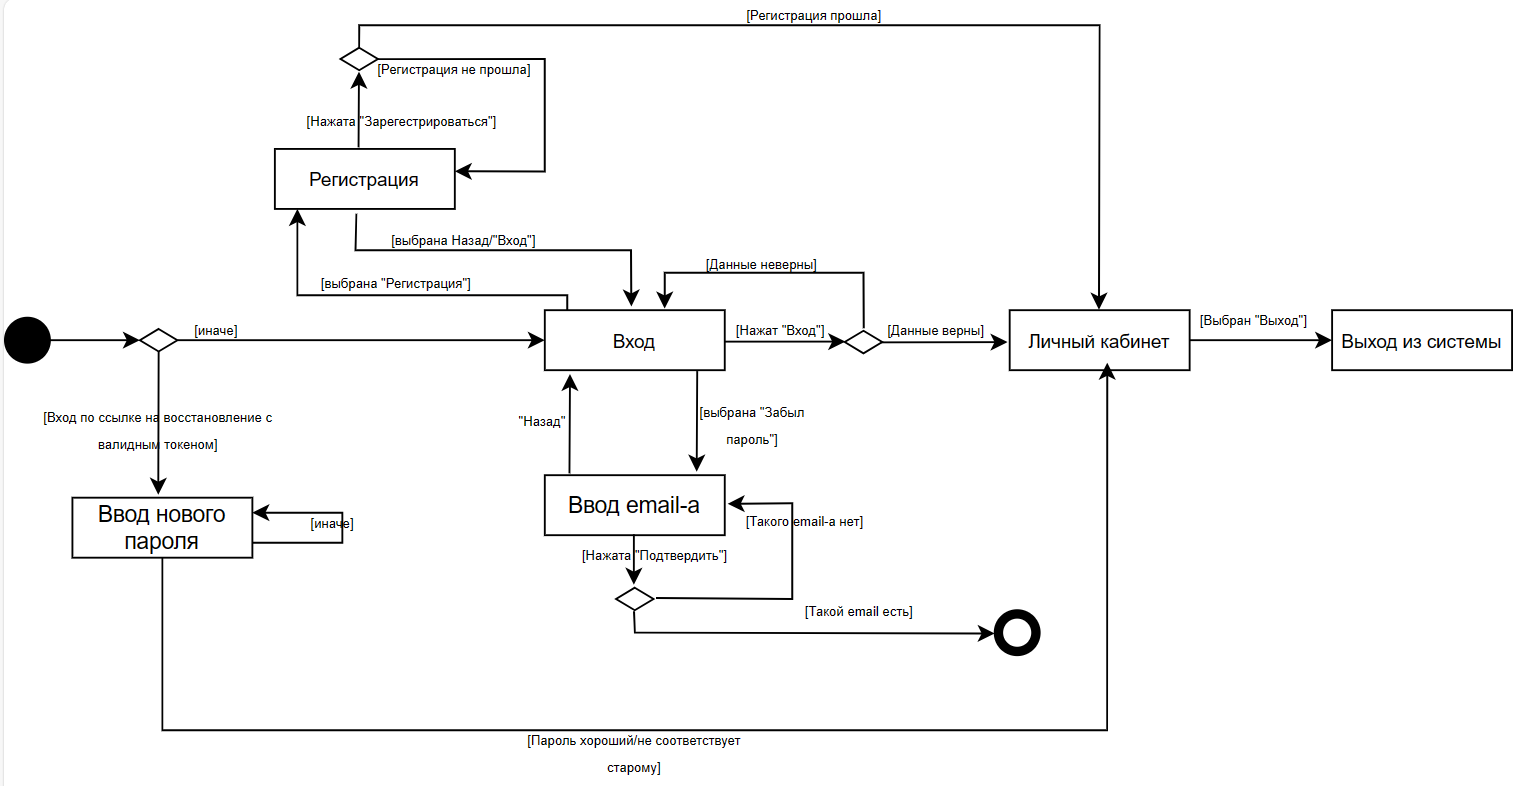 [Регистрация прошла]
[Регистрация не прошла]
[Нажата "Зарегестрироваться"]
Регистрация
[выбрана Назад/"Вход"]
[Данные неверны]
[выбрана "Регистрация"]
[иначе]
Вход
[Нажат "Вход"]
[Данные верны]
Личный кабинет
[Выбран "Выход"]
Выход из системы
[Вход по ссылке на восстановление с
валидным токеном]
"Назад"
[выбрана "Забыл
пароль"]
Ввод нового
пароля
[иначе]
Ввод email-а
[Такого email-а нет]
[Нажата "Подтвердить"]
[Такой email есть]
[Пароль хороший/не соответствует
старому]